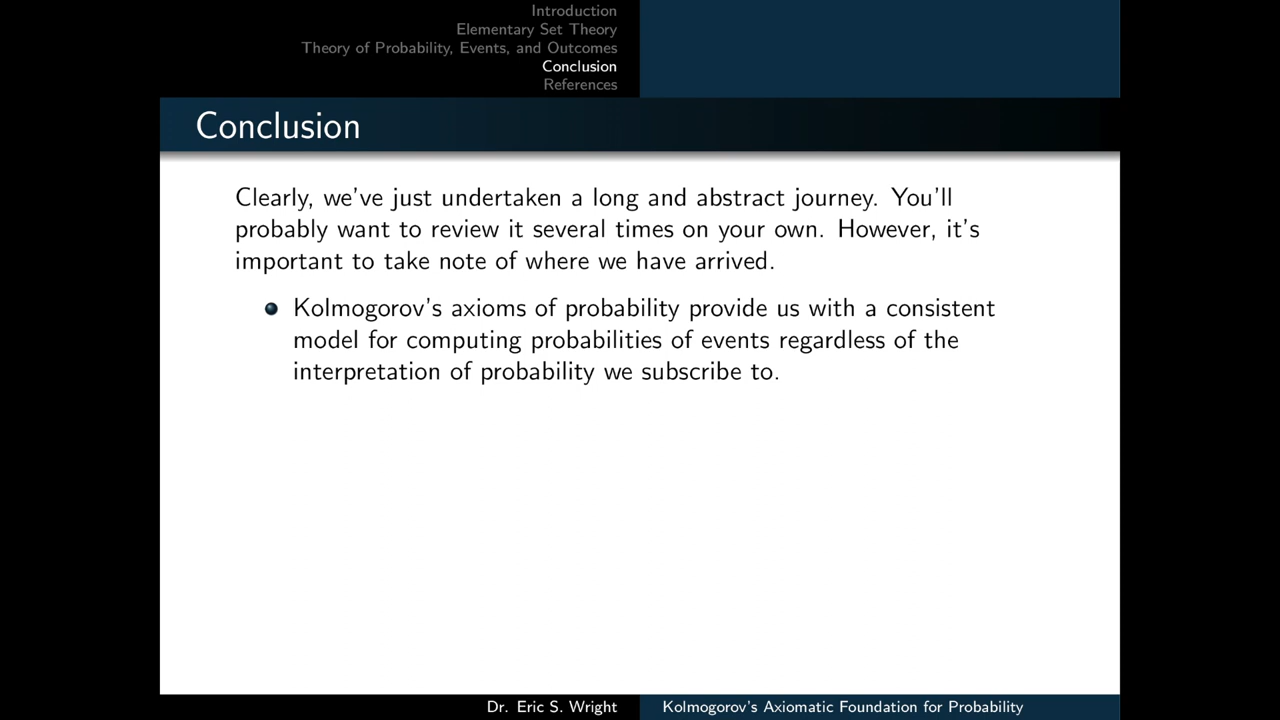 Introduction
Elementary Set Theory
Theory of Probability, Events, and Outcomes
Conclusion
References
Conclusion
Clearly, we've just undertaken a long and abstract journey. You'll
probably want to review it several times on your own. However, it's
important to take note of where we have arrived.
Kolmogorov's axioms of probability provide us with a consistent
model for computing probabilities of events regardless of the
interpretation of probability we subscribe to.
Dr. Eric S. Wright
Kolmogorov's Axiomatic Foundation for Probability